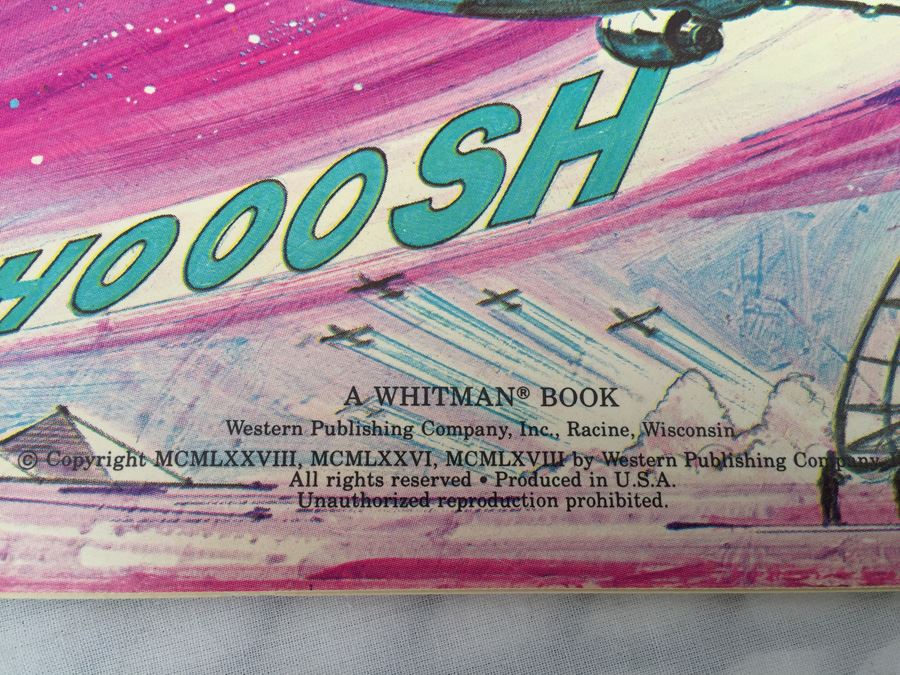 HOOOSH
A WHITMAN® BOOK
Western Publishing Company, Inc., Racine, Wisconsin
© Copyright MCMLXXVIII, MCMLXXVI, MCMLXVIII by Western Publishing Company,
All rights reserved • Produced in U.S.A.
Unauthorized reproduction prohibited.